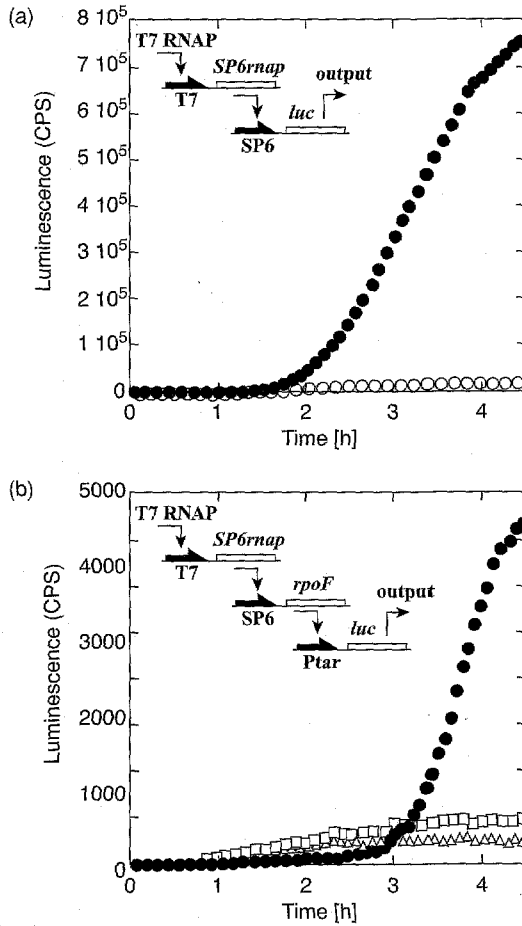 (a)
8 10⁵
7 10⁵
6 10⁵
5 10⁵
4 10⁵
3 10⁵
2 10⁵
1 10⁵
0
Luminescence (CPS)
T7 RNAP
SP6rnap
T7
output
luc
SP6
0 1 2 3 4
Time [h]
(b)
5000
4000
3000
2000
1000
0
Luminescence (CPS)
T7 RNAP
SP6rnap
T7
rpoF
SP6
output
luc
Ptar
0 1 2 3 4
Time [h]